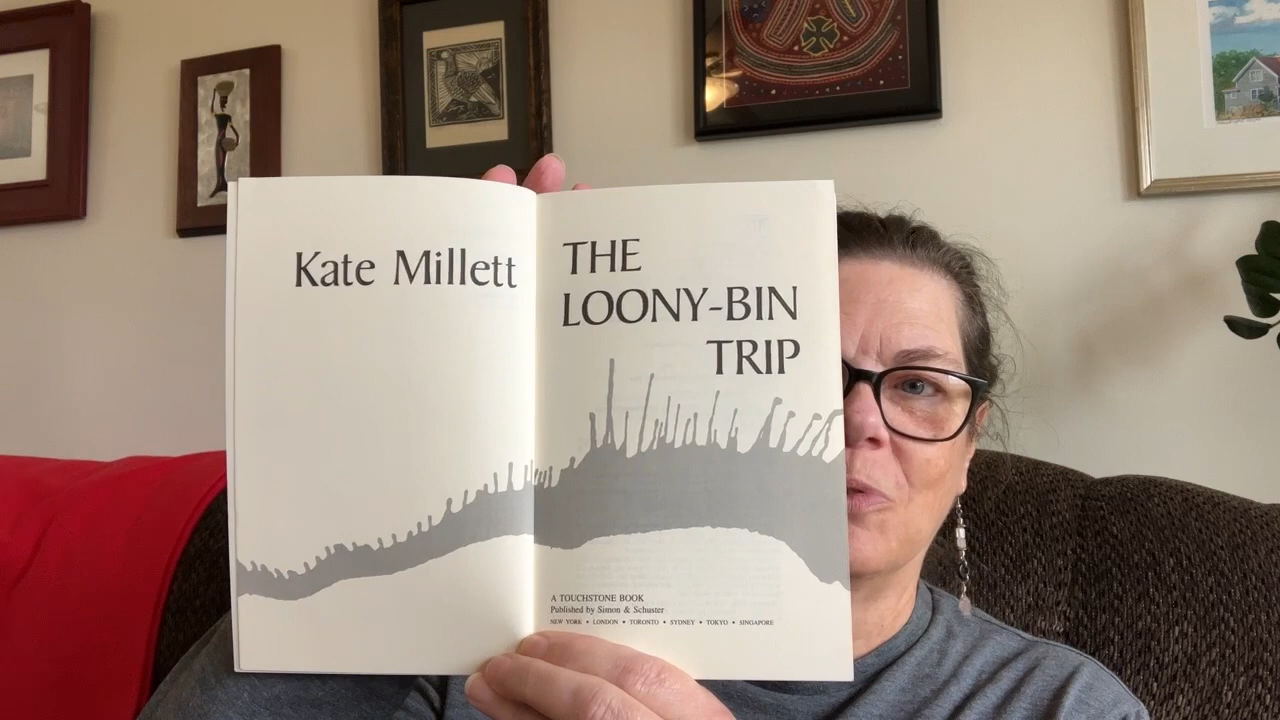 Kate Millett
THE
LOONY-BIN
TRIP
A TOUCHSTONE BOOK
Published by Simon & Schuster
NEW YORK • LONDON • TORONTO • SYDNEY • TOKYO • SINGAPORE